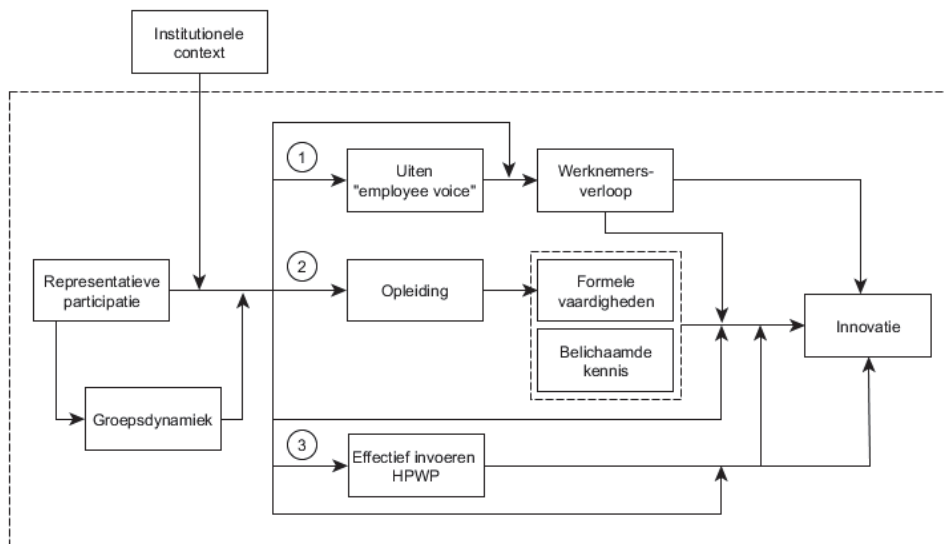 Institutionele
context
1
Uiten
"employee voice"
Werknemers-
verloop
Representatieve
participatie
2
Opleiding
Formele
vaardigheden
Belichaamde
kennis
Innovatie
Groepsdynamiek
3
Effectief invoeren
HPWP